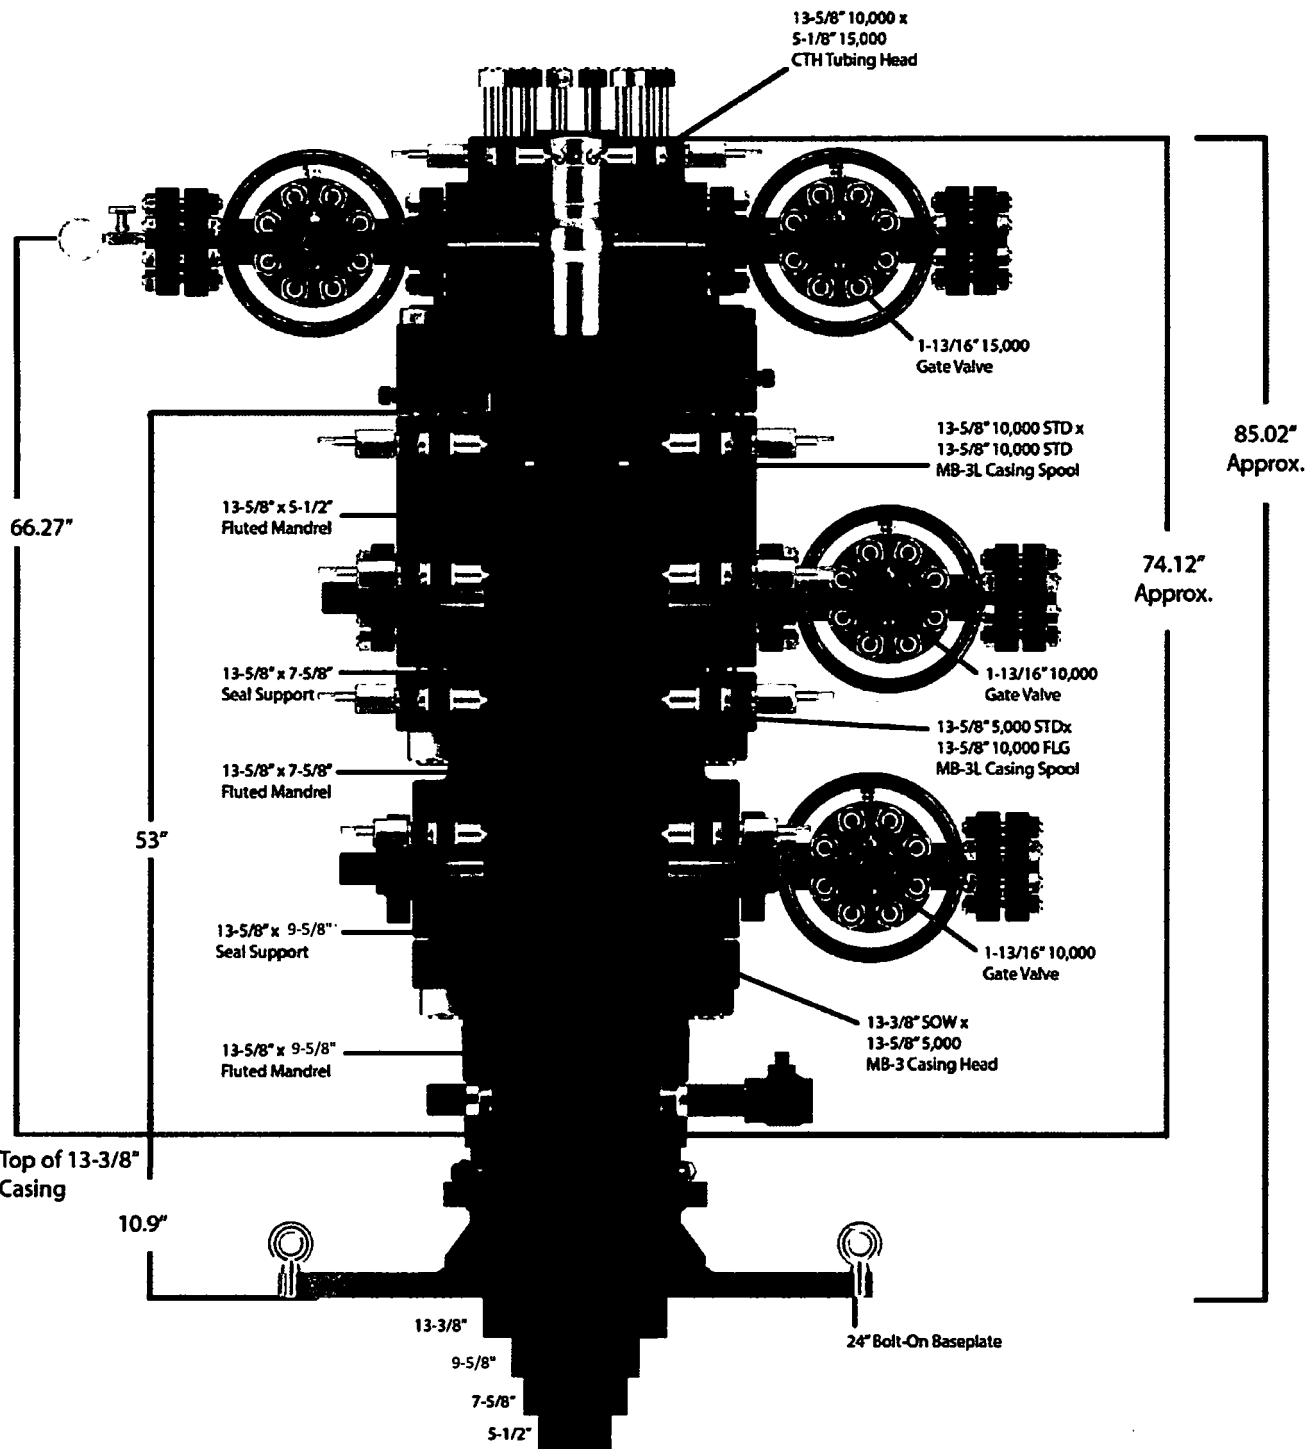 13-5/8" 10,000 x
5-1/8" 15,000
CTH Tubing Head
1-13/16" 15,000
Gate Valve
13-5/8" 10,000 STD x
13-5/8" 10,000 STD
MB-3L Casing Spool
85.02"
Approx.
13-5/8" x 5-1/2"
Fluted Mandrel
66.27"
74.12"
Approx.
13-5/8" x 7-5/8"
Seal Support
1-13/16" 10,000
Gate Valve
13-5/8" 5,000 STDx
13-5/8" 10,000 FLG
MB-3L Casing Spool
13-5/8" x 7-5/8"
Fluted Mandrel
53"
13-5/8" x 9-5/8"
Seal Support
1-13/16" 10,000
Gate Valve
13-3/8" SOW x
13-5/8" 5,000
MB-3 Casing Head
13-5/8" x 9-5/8"
Fluted Mandrel
Top of 13-3/8"
Casing
10.9"
13-3/8"
24" Bolt-On Baseplate
9-5/8"
7-5/8"
5-1/2"